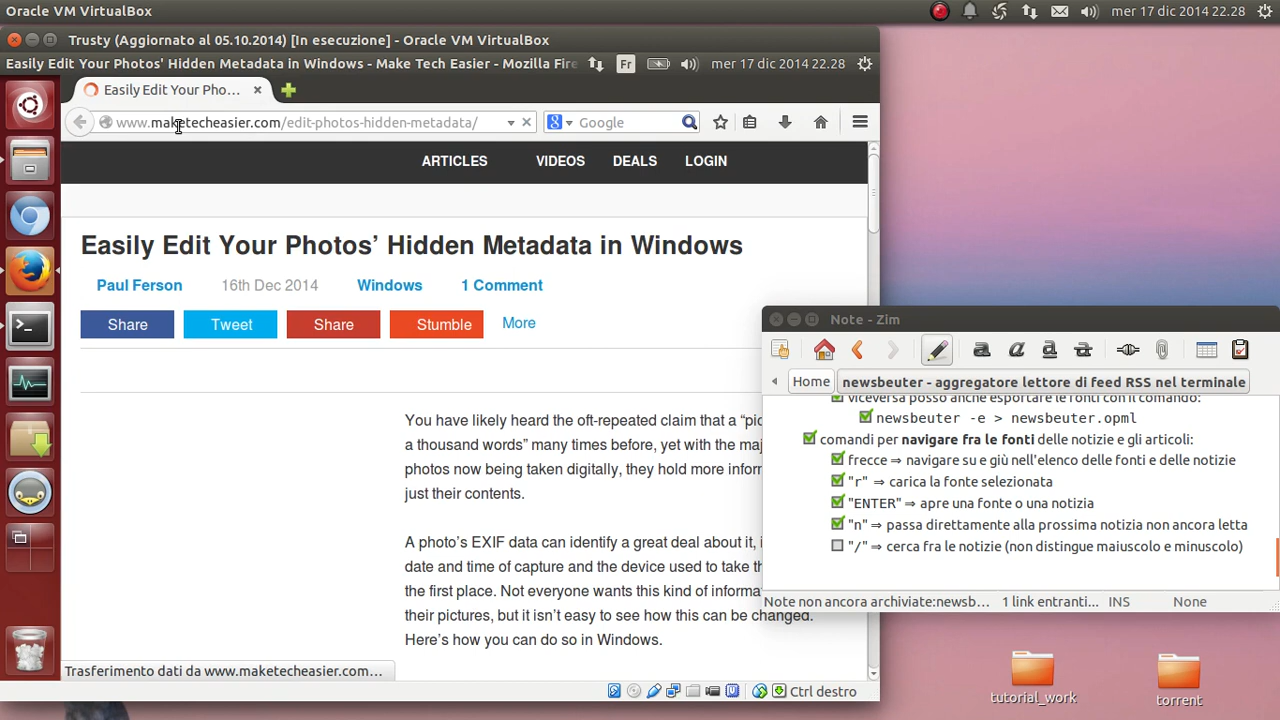 Oracle VM VirtualBox
mer 17 dic 2014 22.28
Trusty (Aggiornato al 05.10.2014) [In esecuzione] - Oracle VM VirtualBox
Easily Edit Your Photos' Hidden Metadata in Windows - Make Tech Easier - Mozilla Fire
Fr
mer 17 dic 2014 22.28
Easily Edit Your Pho...
www.maketecheasier.com/edit-photos-hidden-metadata/
Google
ARTICLES VIDEOS DEALS LOGIN
Easily Edit Your Photos’ Hidden Metadata in Windows
Paul Ferson 16th Dec 2014 Windows 1 Comment
Share Tweet Share Stumble More
You have likely heard the oft-repeated claim that a “pic
a thousand words” many times before, yet with the maj
photos now being taken digitally, they hold more inform
just their contents.
A photo’s EXIF data can identify a great deal about it, i
date and time of capture and the device used to take th
the first place. Not everyone wants this kind of informa
their pictures, but it isn’t easy to see how this can be changed.
Here’s how you can do so in Windows.
Trasferimento dati da www.maketecheasier.com...
Ctrl destro
Note - Zim
Home newsbeuter - aggregatore lettore di feed RSS nel terminale
viceversa posso anche esportare le fonti con il comando:
newsbeuter -e > newsbeuter.opml
comandi per navigare fra le fonti delle notizie e gli articoli:
frecce ⇒ navigare su e giù nell'elenco delle fonti e delle notizie
"r" ⇒ carica la fonte selezionata
"ENTER" ⇒ apre una fonte o una notizia
"n" ⇒ passa direttamente alla prossima notizia non ancora letta
"/" ⇒ cerca fra le notizie (non distingue maiuscolo e minuscolo)
Note non ancora archiviate:newsb... 1 link entranti... INS None
tutorial_work
torrent